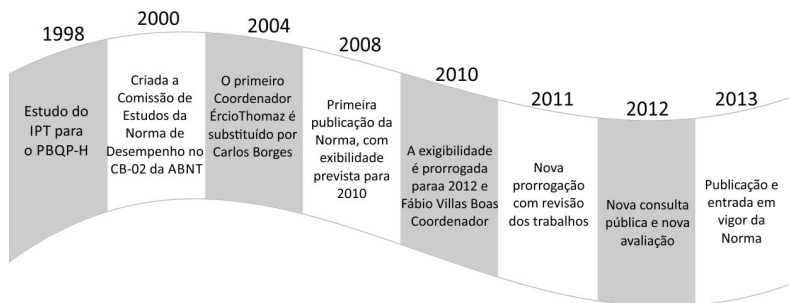 1998
Estudo do
IPT para
o PBQP-H
2000
Criada a
Comissão de
Estudos da
Norma de
Desempenho no
CB-02 da ABNT
2004
O primeiro
Coordenador
ÉrcioThomaz é
substituído por
Carlos Borges
2008
Primeira
publicação da
Norma, com
exibilidade
prevista para
2010
2010
A exigibilidade
é prorrogada
paraa 2012 e
Fábio Villas Boas
Coordenador
2011
Nova
prorrogação
com revisão
dos trabalhos
2012
Nova consulta
pública e nova
avaliação
2013
Publicação e
entrada em
vigor da
Norma